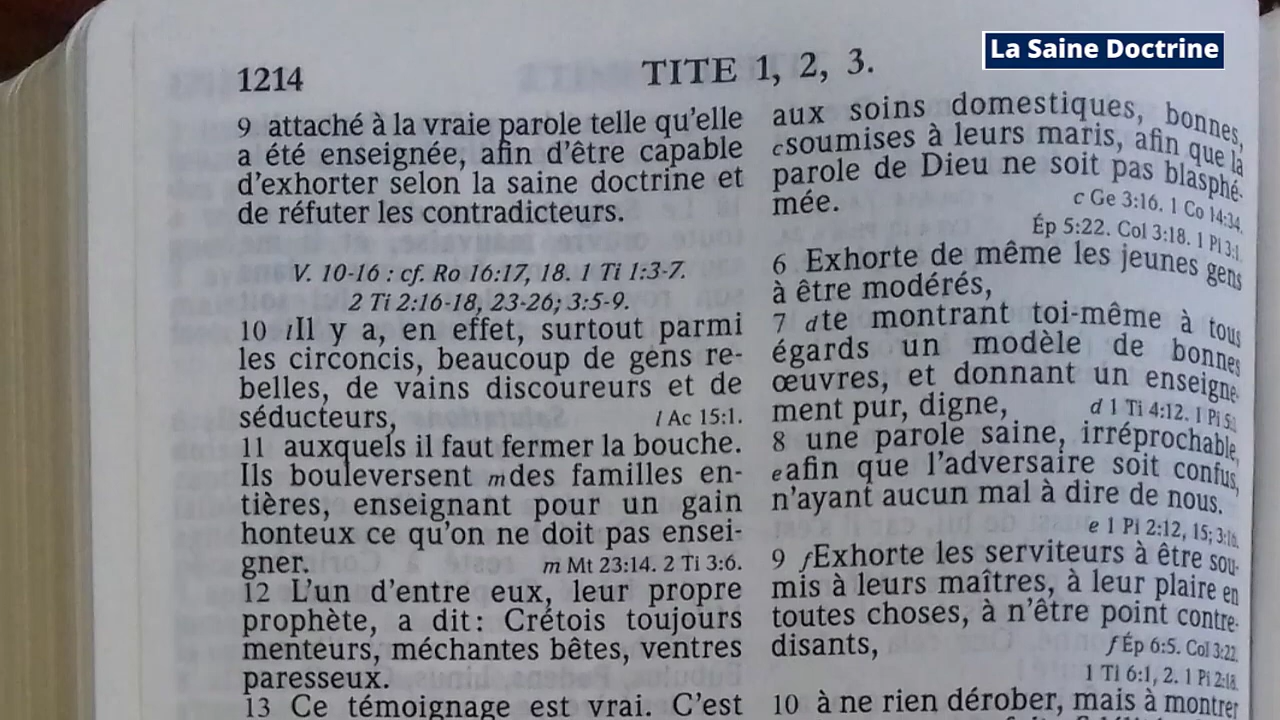 La Saine Doctrine
1214
TITE 1, 2, 3.
9 attaché à la vraie parole telle qu'elle
a été enseignée, afin d'être capable
d'exhorter selon la saine doctrine et
de réfuter les contradicteurs.
V. 10-16 : cf. Ro 16:17, 18. 1 Ti 1:3-7.
2 Ti 2:16-18, 23-26; 3:5-9.
10 lIl y a, en effet, surtout parmi
les circoncis, beaucoup de gens re-
belles, de vains discoureurs et de
séducteurs, l Ac 15:1.
11 auxquels il faut fermer la bouche.
Ils bouleversent mdes familles en-
tières, enseignant pour un gain
honteux ce qu'on ne doit pas ensei-
gner. m Mt 23:14. 2 Ti 3:6.
12 L'un d'entre eux, leur propre
prophète, a dit: Crétois toujours
menteurs, méchantes bêtes, ventres
paresseux.
13 Ce témoignage est vrai. C'est
aux soins domestiques, bonnes,
csoumises à leurs maris, afin que la
parole de Dieu ne soit pas blasphé-
mée. c Ge 3:16. 1 Co 14:34.
Ép 5:22. Col 3:18. 1 Pi 3:1.
6 Exhorte de même les jeunes gens
à être modérés,
7 dte montrant toi-même à tous
égards un modèle de bonnes
œuvres, et donnant un enseigne-
ment pur, digne, d 1 Ti 4:12. 1 Pi 5:3.
8 une parole saine, irréprochable,
eafin que l'adversaire soit confus,
n'ayant aucun mal à dire de nous.
e 1 Pi 2:12, 15; 3:16.
9 fExhorte les serviteurs à être sou-
mis à leurs maîtres, à leur plaire en
toutes choses, à n'être point contre-
disants, f Ép 6:5. Col 3:22.
1 Ti 6:1, 2. 1 Pi 2:18.
10 à ne rien dérober, mais à montrer